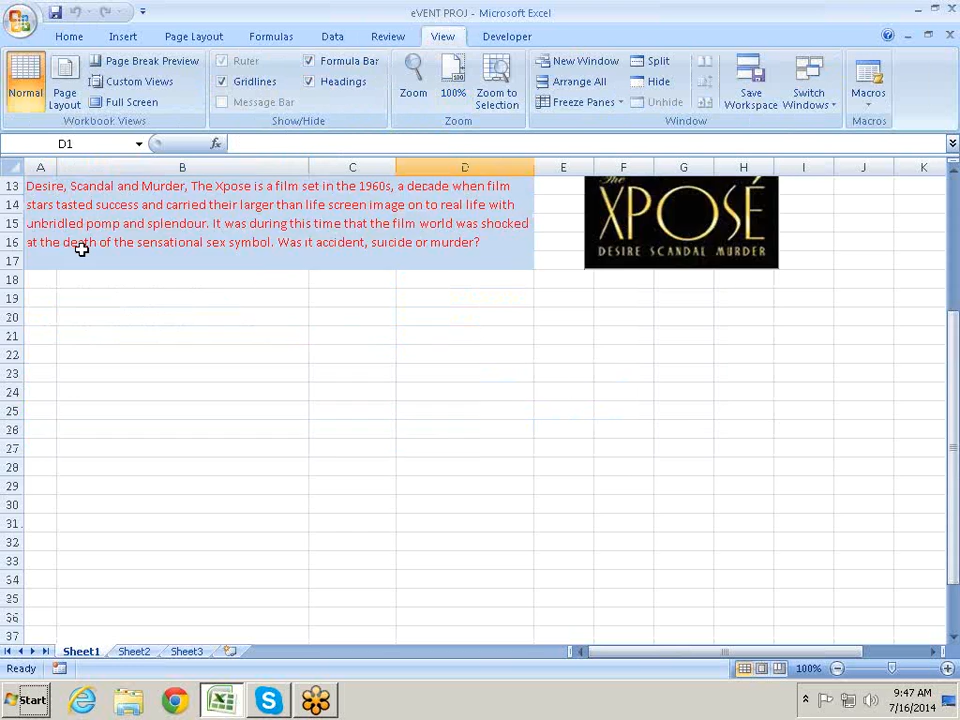 eVENT PROJ - Microsoft Excel
Home Insert Page Layout Formulas Data Review View Developer
Normal
Page Layout
Page Break Preview
Custom Views
Full Screen
Workbook Views
Ruler
Gridlines
Message Bar
Formula Bar
Headings
Show/Hide
Zoom
100%
Zoom to Selection
Zoom
New Window
Arrange All
Freeze Panes
Split
Hide
Unhide
Save Workspace
Switch Windows
Window
Macros
Macros
D1
fx
A B C D E F G H I J K
13 Desire, Scandal and Murder, The Xpose is a film set in the 1960s, a decade when film
14 stars tasted success and carried their larger than life screen image on to real life with
15 unbridled pomp and splendour. It was during this time that the film world was shocked
16 at the death of the sensational sex symbol. Was it accident, suicide or murder?
The
XPOSÉ
DESIRE SCANDAL MURDER
17
18
19
20
21
22
23
24
25
26
27
28
29
30
31
32
33
34
35
36
37
Sheet1 Sheet2 Sheet3
Ready
100%
Start
9:47 AM
7/16/2014